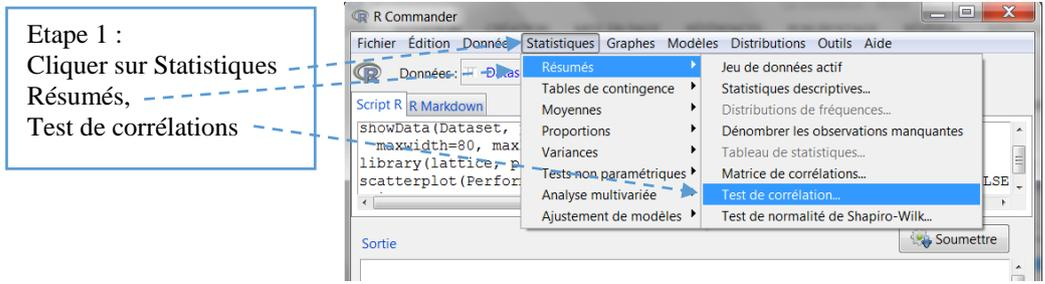 Etape 1 :
Cliquer sur Statistiques
Résumés,
Test de corrélations
R Commander
Fichier Édition Donnée Statistiques Graphes Modèles Distributions Outils Aide
Données : Datas
Script R R Markdown
showData(Dataset,
maxwidth=80, max
library(lattice, p
scatterplot(Perfor
LSE
Résumés
Tables de contingence
Moyennes
Proportions
Variances
Tests non paramétriques
Analyse multivariée
Ajustement de modèles
Jeu de données actif
Statistiques descriptives...
Distributions de fréquences...
Dénombrer les observations manquantes
Tableau de statistiques...
Matrice de corrélations...
Test de corrélation...
Test de normalité de Shapiro-Wilk...
Sortie
Soumettre